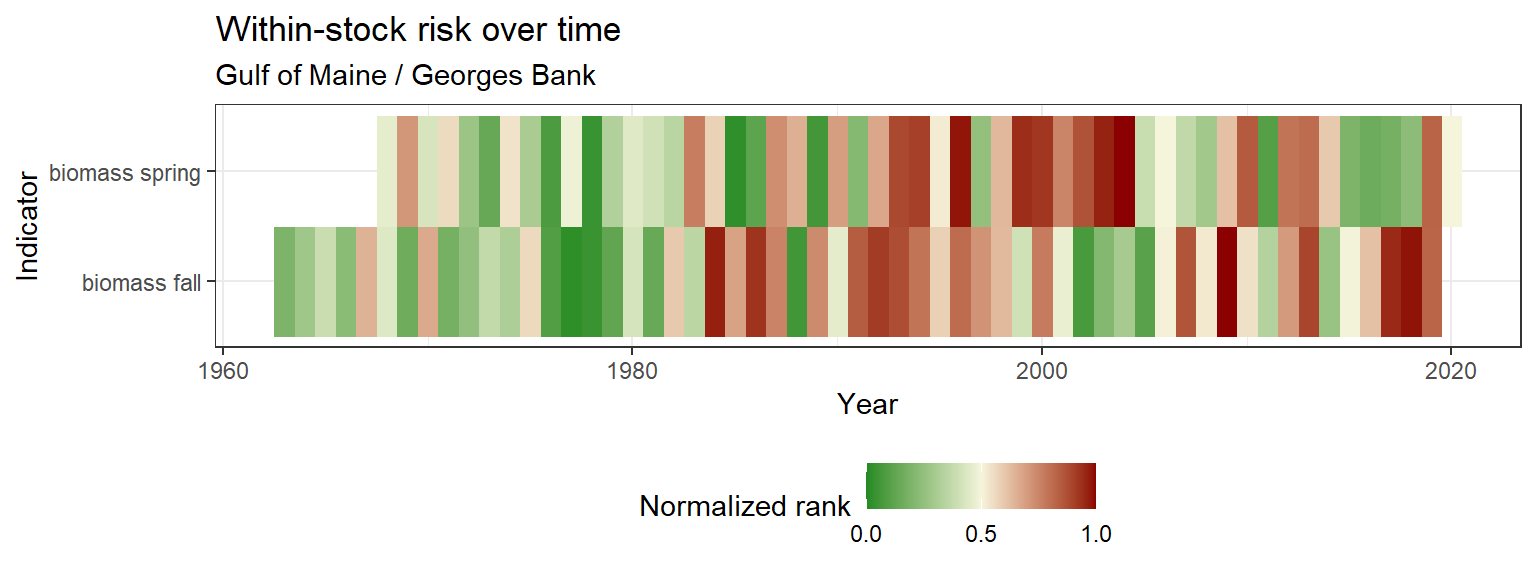 Within-stock risk over time
Gulf of Maine / Georges Bank
Indicator
biomass spring
biomass fall
1960 1980 2000 2020
Year
Normalized rank
0.0 0.5 1.0